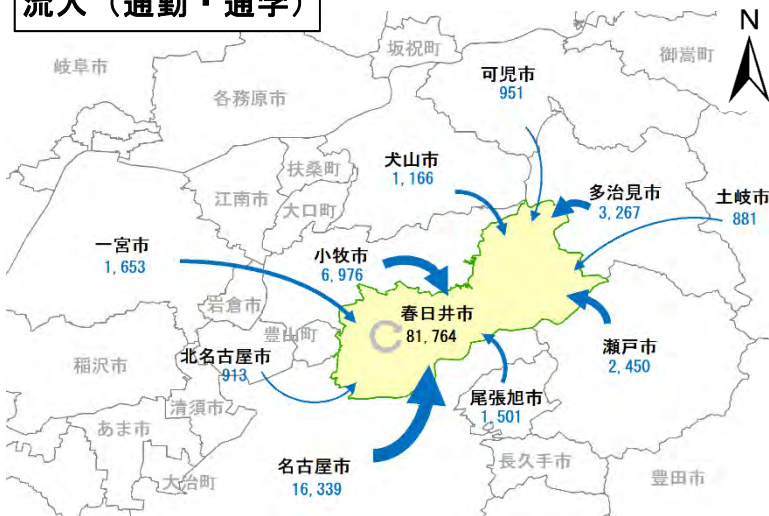 流入（通勤・通学）
N
坂祝町
御嵩町
岐阜市
可児市
951
各務原市
犬山市
1,166
扶桑町
多治見市
3,267
土岐市
881
江南市
大口町
一宮市
1,653
小牧市
6,976
岩倉市
春日井市
81,764
豊山町
瀬戸市
2,450
北名古屋市
913
稲沢市
尾張旭市
1,501
清須市
あま市
名古屋市
16,339
長久手市
豊田市
大治町